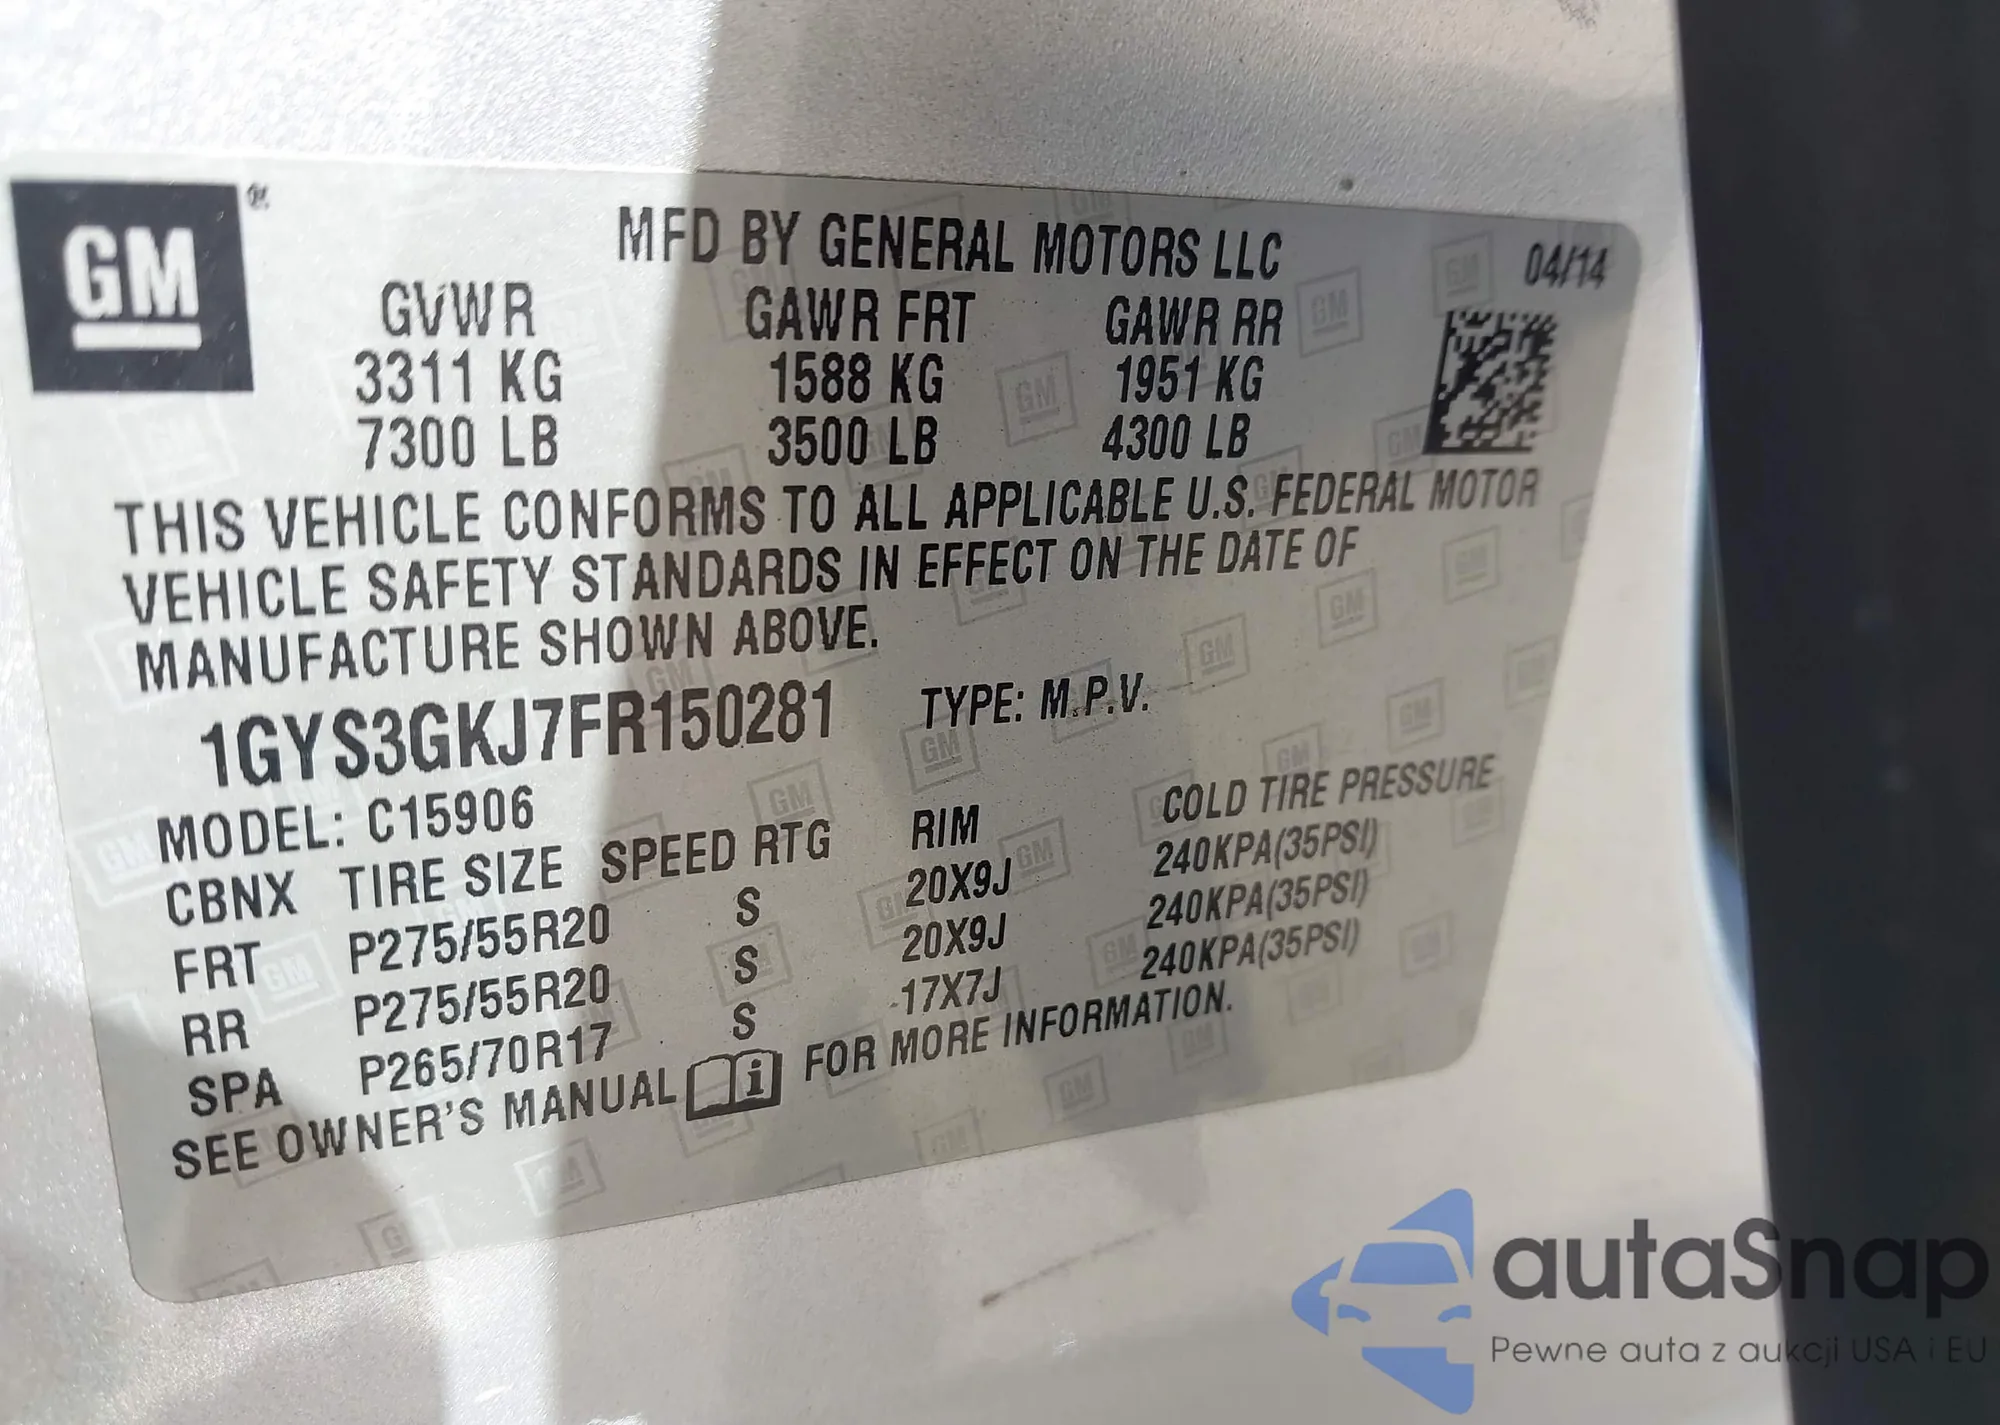 GM ®
MFD BY GENERAL MOTORS LLC 04/14
GVWR GAWR FRT GAWR RR
3311 KG 1588 KG 1951 KG
7300 LB 3500 LB 4300 LB
THIS VEHICLE CONFORMS TO ALL APPLICABLE U.S. FEDERAL MOTOR
VEHICLE SAFETY STANDARDS IN EFFECT ON THE DATE OF
MANUFACTURE SHOWN ABOVE.
1GYS3GKJ7FR150281 TYPE: M.P.V.
MODEL: C15906
CBNX TIRE SIZE SPEED RTG RIM COLD TIRE PRESSURE
FRT P275/55R20 S 20X9J 240KPA(35PSI)
RR P275/55R20 S 20X9J 240KPA(35PSI)
SPA P265/70R17 S 17X7J 240KPA(35PSI)
SEE OWNER'S MANUAL i FOR MORE INFORMATION.
autaSnap
Pewne auta z aukcji USA i EU